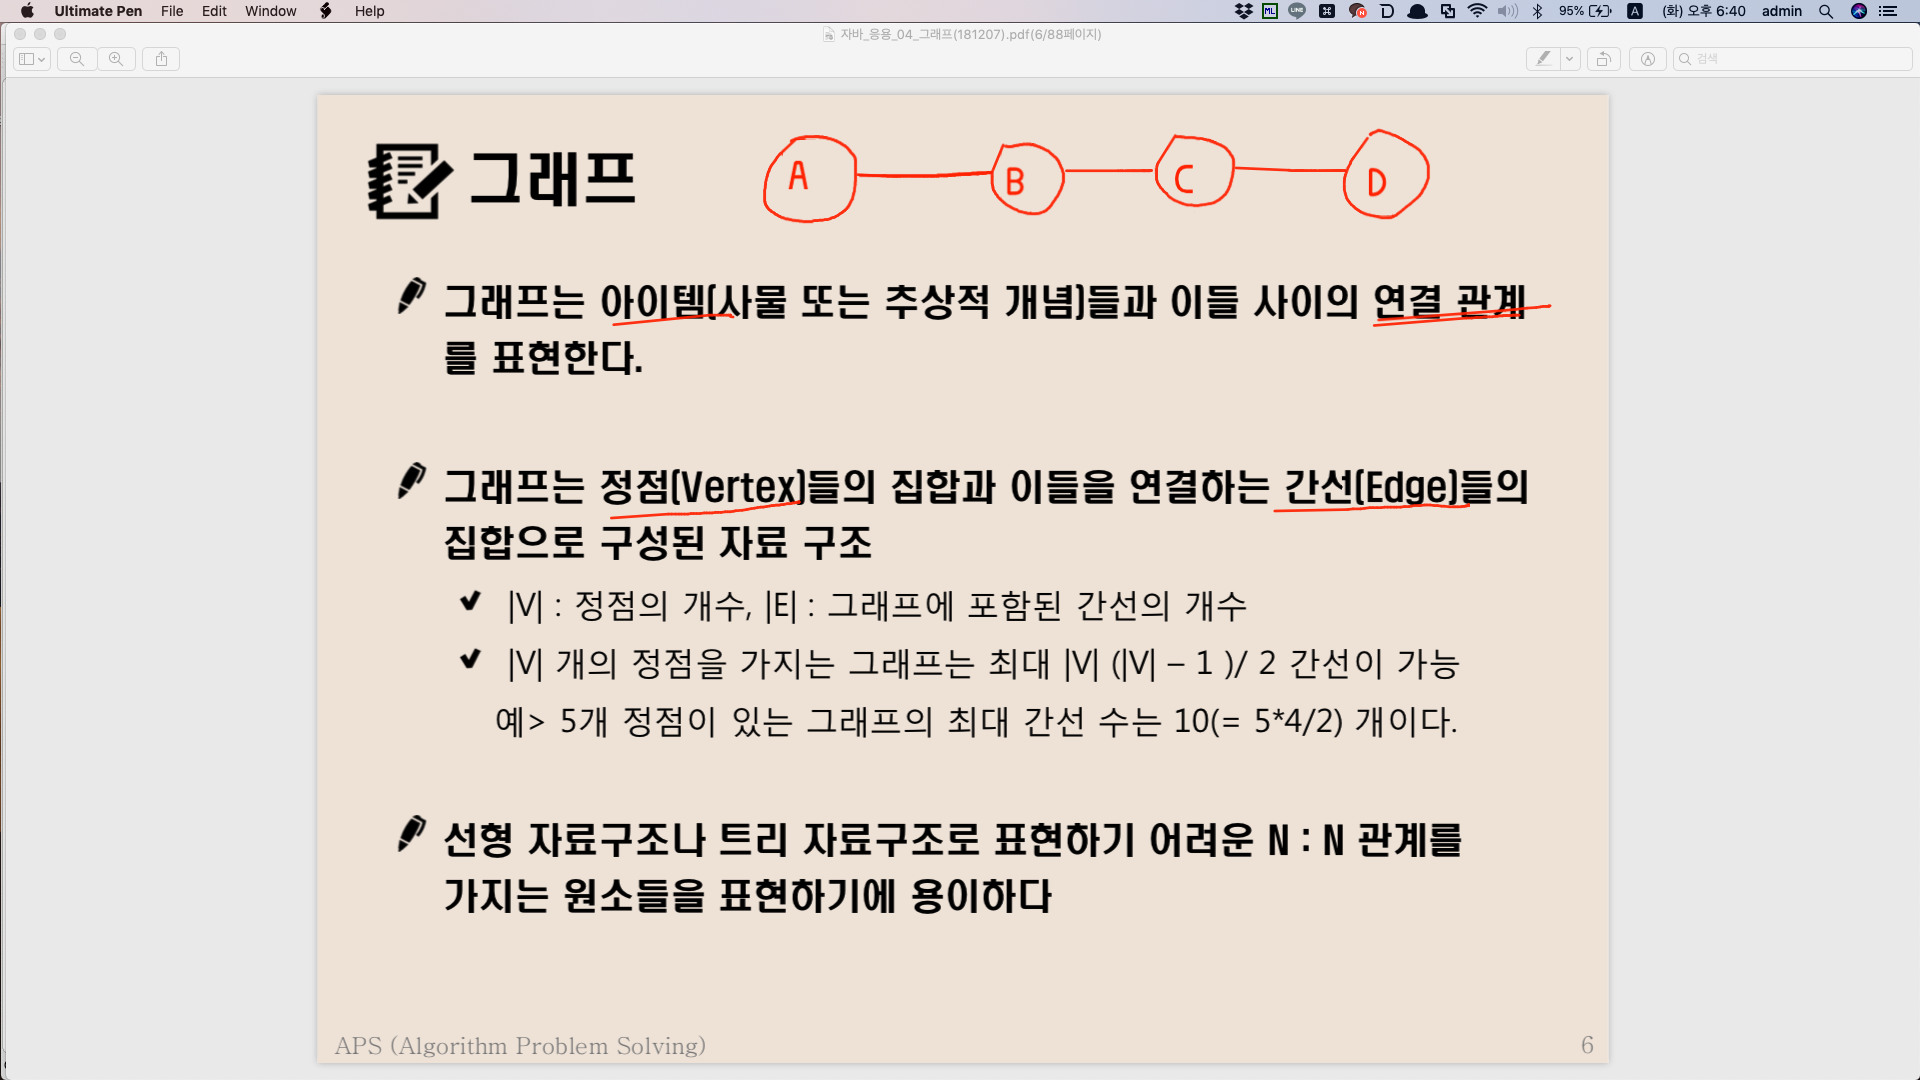 Ultimate Pen File Edit Window Help 95% A (화) 오후 6:40 admin
자바_응용_04_그래프(181207).pdf(6/88페이지)
검색
그래프
A B C D
그래프는 아이템(사물 또는 추상적 개념)들과 이들 사이의 연결 관계
를 표현한다.
그래프는 정점(Vertex)들의 집합과 이들을 연결하는 간선(Edge)들의
집합으로 구성된 자료 구조
|V| : 정점의 개수, |E| : 그래프에 포함된 간선의 개수
|V| 개의 정점을 가지는 그래프는 최대 |V| (|V| – 1 )/ 2 간선이 가능
예> 5개 정점이 있는 그래프의 최대 간선 수는 10(= 5*4/2) 개이다.
선형 자료구조나 트리 자료구조로 표현하기 어려운 N : N 관계를
가지는 원소들을 표현하기에 용이하다
APS (Algorithm Problem Solving) 6